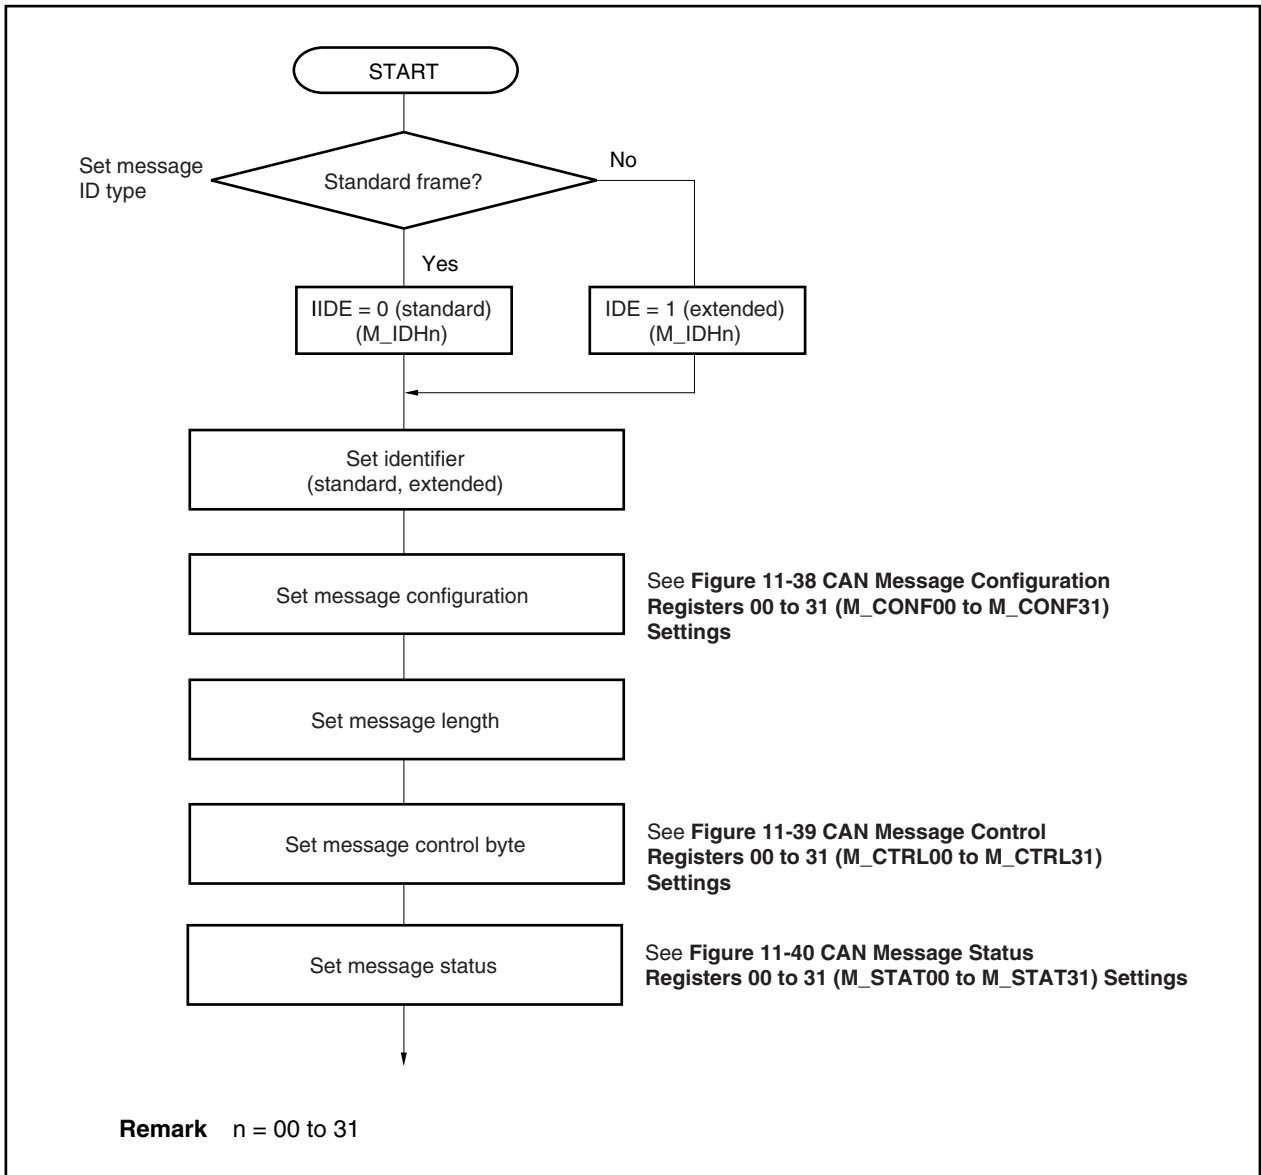 START
Set message
ID type
Standard frame?
No
Yes
IIDE = 0 (standard)
(M_IDHn)
IDE = 1 (extended)
(M_IDHn)
Set identifier
(standard, extended)
Set message configuration
See Figure 11-38 CAN Message Configuration
Registers 00 to 31 (M_CONF00 to M_CONF31)
Settings
Set message length
Set message control byte
See Figure 11-39 CAN Message Control
Registers 00 to 31 (M_CTRL00 to M_CTRL31)
Settings
Set message status
See Figure 11-40 CAN Message Status
Registers 00 to 31 (M_STAT00 to M_STAT31) Settings
Remark n = 00 to 31